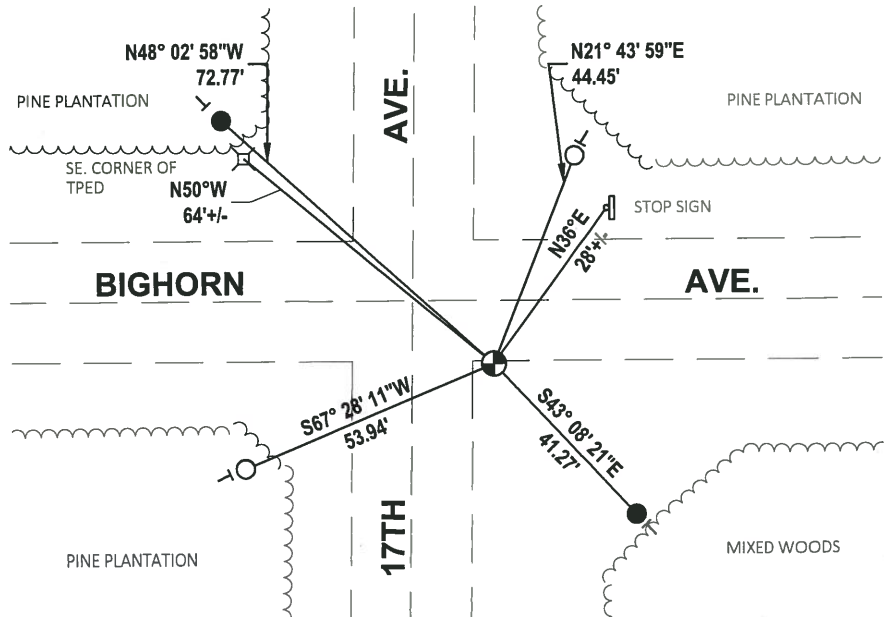 N48° 02' 58"W
72.77'
N21° 43' 59"E
44.45'
AVE.
PINE PLANTATION
PINE PLANTATION
SE. CORNER OF
TPED
N50°W
64'+/-
STOP SIGN
N36°E
28'+/-
BIGHORN
AVE.
S67° 28' 11"W
53.94'
S43° 08' 21"E
41.27'
17TH
PINE PLANTATION
MIXED WOODS